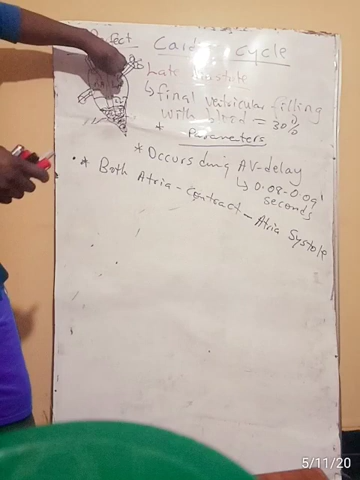 Perfect Cardiac Cycle
Late Diastole
↳ final ventricular filling
with blood = 30%
* Parameters
* Occurs during AV-delay
↳ 0.08-0.09
seconds
* Both Atria - Contract - Atria Systole
5/11/20